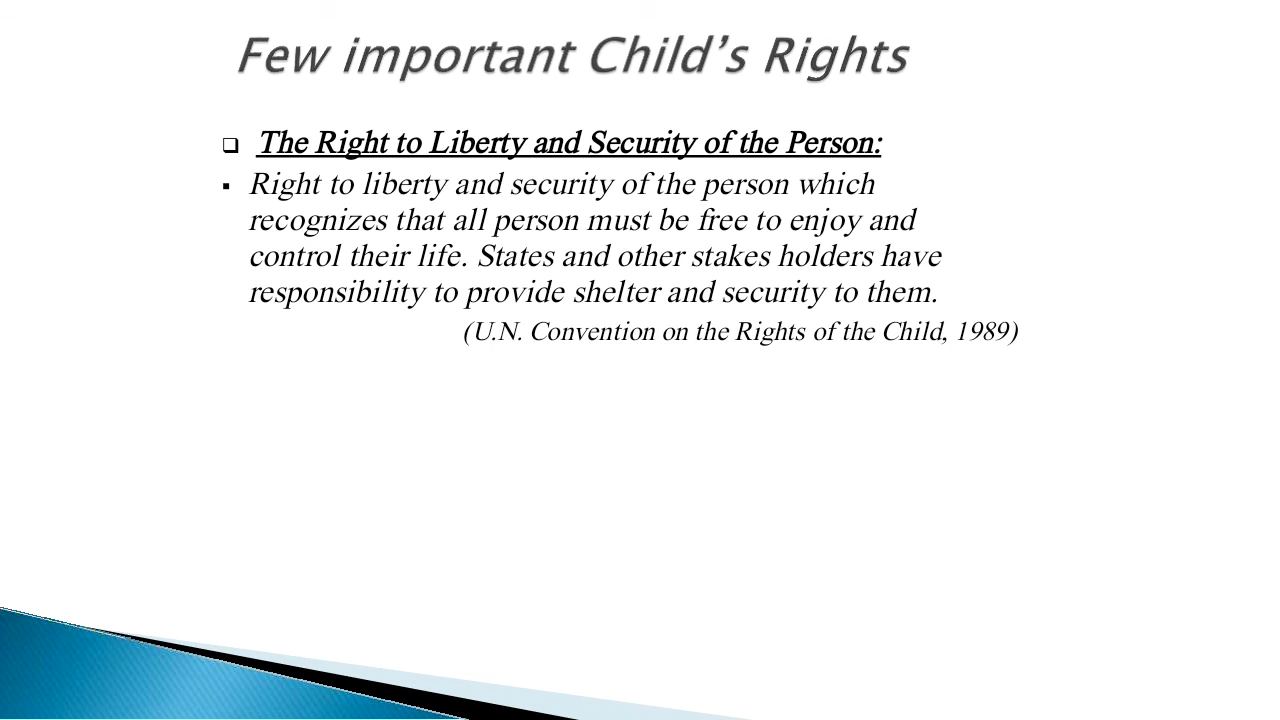 Few important Child's Rights
❑ The Right to Liberty and Security of the Person:
▪ Right to liberty and security of the person which
recognizes that all person must be free to enjoy and
control their life. States and other stakes holders have
responsibility to provide shelter and security to them.
(U.N. Convention on the Rights of the Child, 1989)